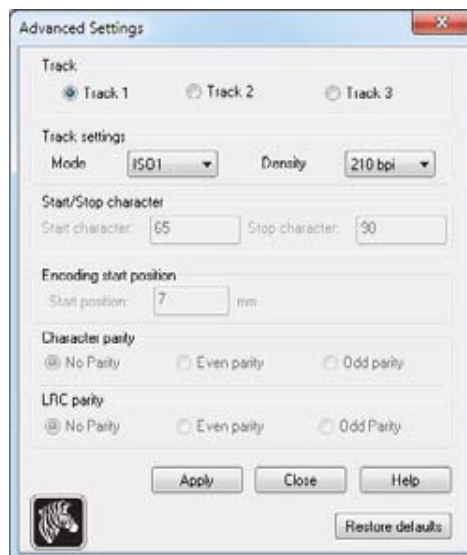 Advanced Settings
Track
Track 1 Track 2 Track 3
Track settings
Mode ISO1 Density 210 bpi
Start/Stop character
Start character: 65 Stop character: 90
Encoding start position
Start position: 7 mm
Character parity
No Parity Even parity Odd parity
LRC parity
No Parity Even parity Odd Parity
Apply Close Help
Restore defaults